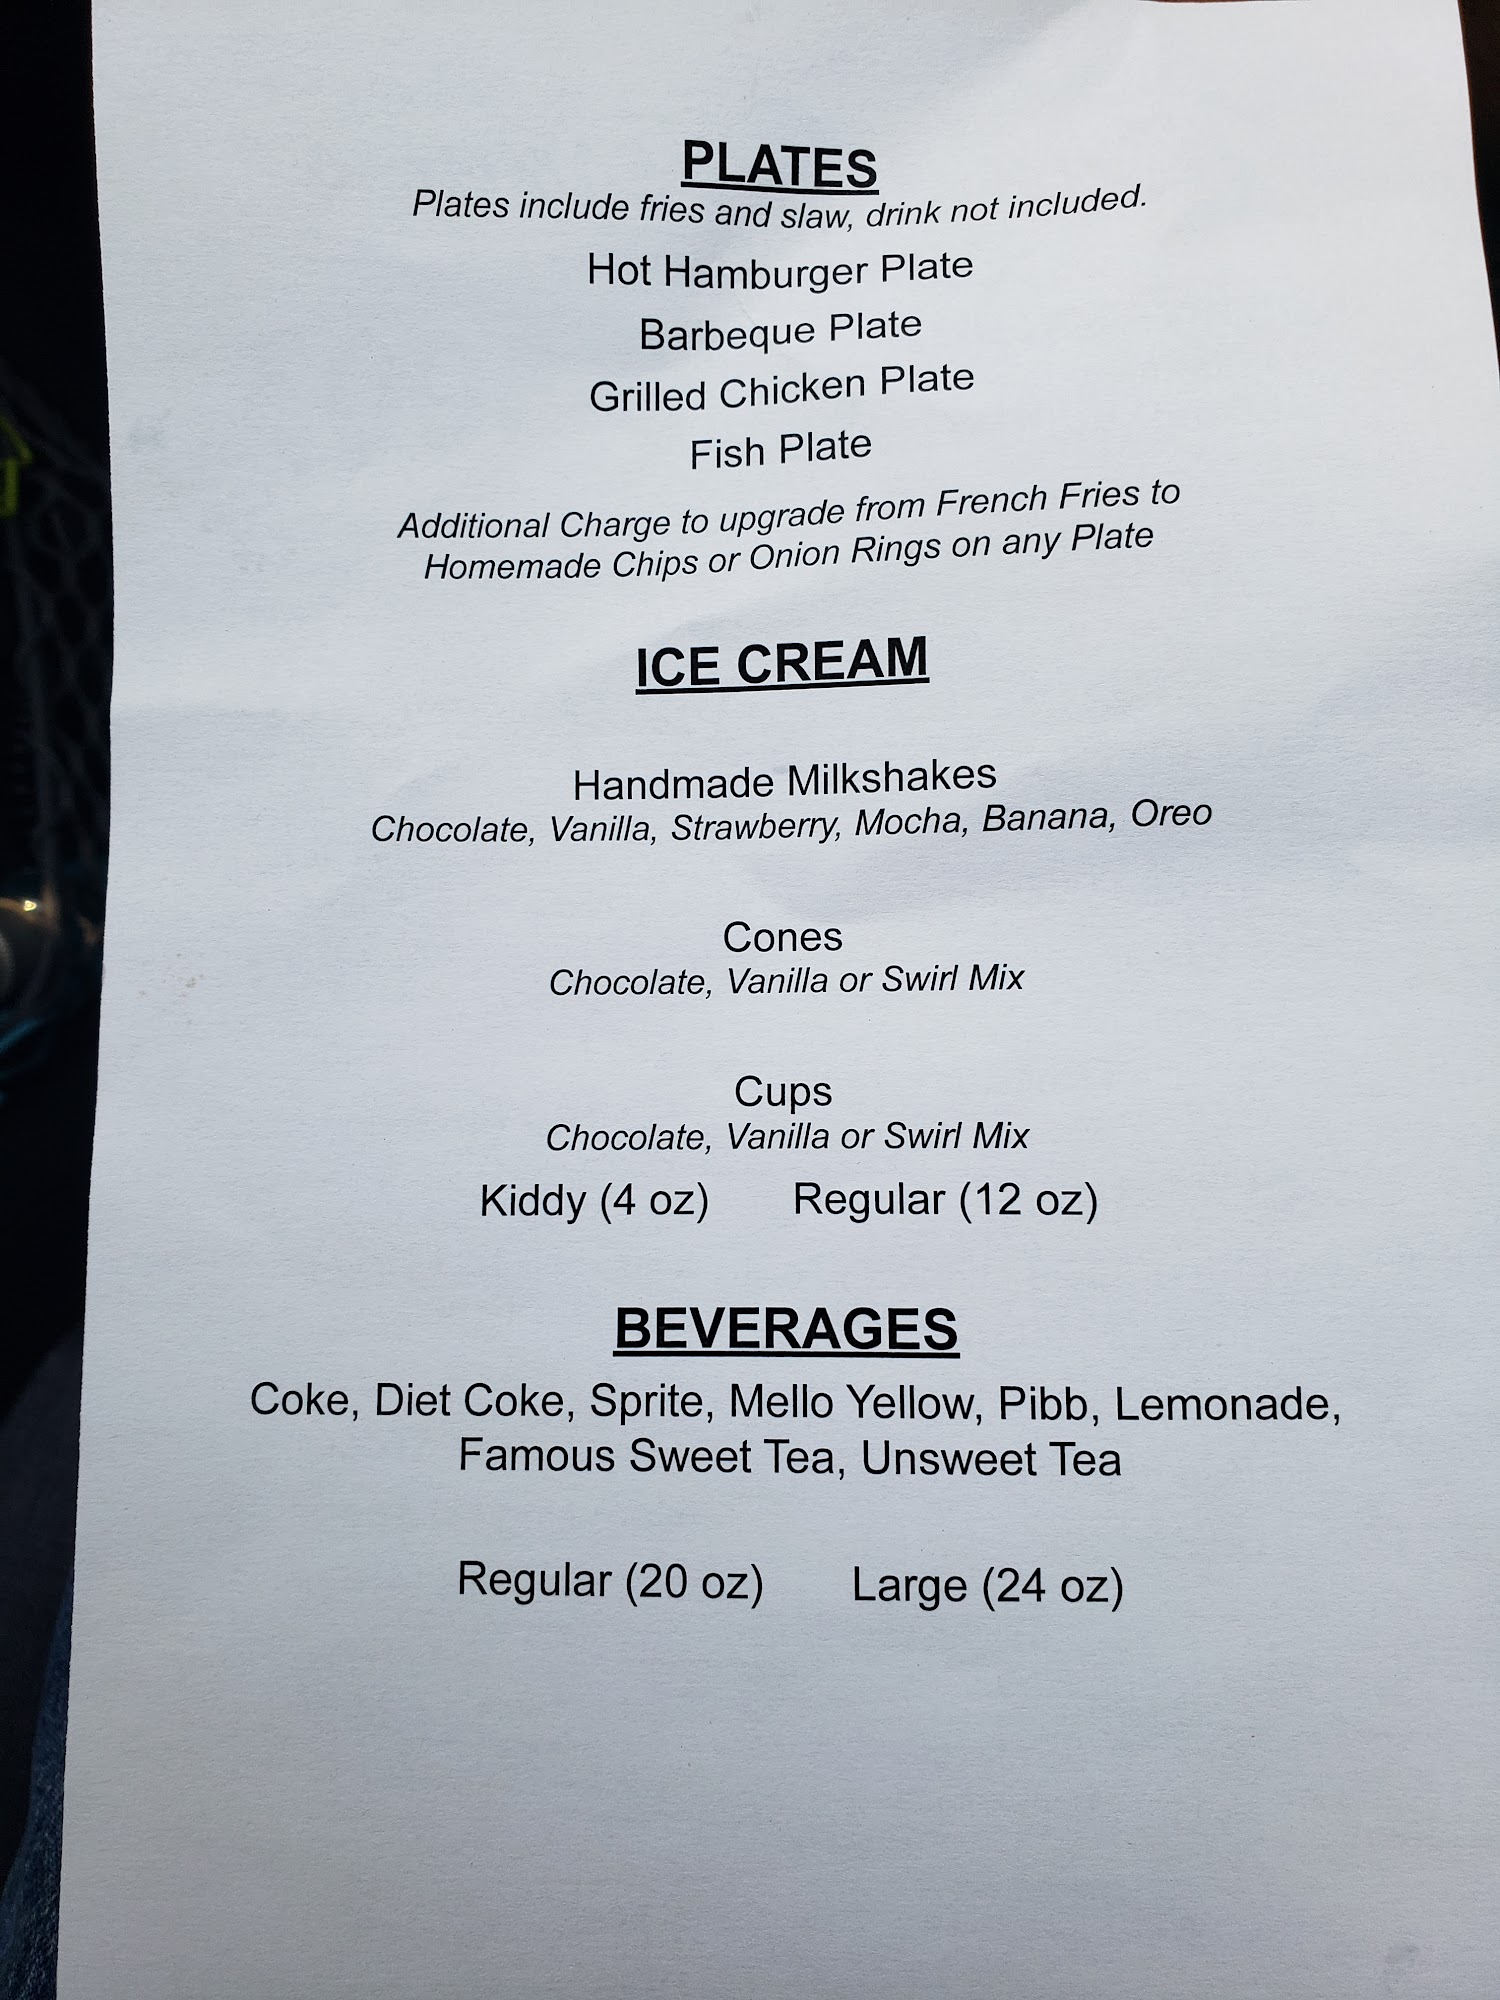 PLATES
Plates include fries and slaw, drink not included.
Hot Hamburger Plate
Barbeque Plate
Grilled Chicken Plate
Fish Plate
Additional Charge to upgrade from French Fries to
Homemade Chips or Onion Rings on any Plate
ICE CREAM
Handmade Milkshakes
Chocolate, Vanilla, Strawberry, Mocha, Banana, Oreo
Cones
Chocolate, Vanilla or Swirl Mix
Cups
Chocolate, Vanilla or Swirl Mix
Kiddy (4 oz) Regular (12 oz)
BEVERAGES
Coke, Diet Coke, Sprite, Mello Yellow, Pibb, Lemonade,
Famous Sweet Tea, Unsweet Tea
Regular (20 oz) Large (24 oz)